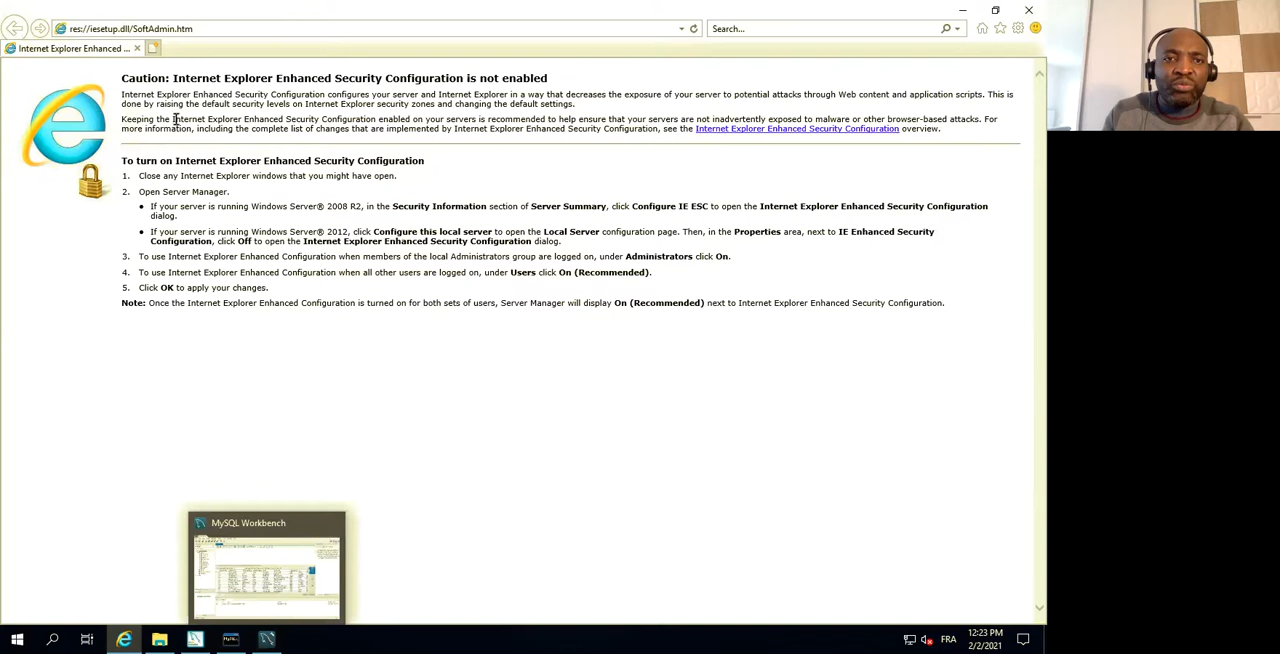 res://iesetup.dll/SoftAdmin.htm
Search...
Internet Explorer Enhanced ...
Caution: Internet Explorer Enhanced Security Configuration is not enabled
Internet Explorer Enhanced Security Configuration configures your server and Internet Explorer in a way that decreases the exposure of your server to potential attacks through Web content and application scripts. This is
done by raising the default security levels on Internet Explorer security zones and changing the default settings.
Keeping the Internet Explorer Enhanced Security Configuration enabled on your servers is recommended to help ensure that your servers are not inadvertently exposed to malware or other browser-based attacks. For
more information, including the complete list of changes that are implemented by Internet Explorer Enhanced Security Configuration, see the Internet Explorer Enhanced Security Configuration overview.
To turn on Internet Explorer Enhanced Security Configuration
1. Close any Internet Explorer windows that you might have open.
2. Open Server Manager.
• If your server is running Windows Server® 2008 R2, in the Security Information section of Server Summary, click Configure IE ESC to open the Internet Explorer Enhanced Security Configuration
dialog.
• If your server is running Windows Server® 2012, click Configure this local server to open the Local Server configuration page. Then, in the Properties area, next to IE Enhanced Security
Configuration, click Off to open the Internet Explorer Enhanced Security Configuration dialog.
3. To use Internet Explorer Enhanced Configuration when members of the local Administrators group are logged on, under Administrators click On.
4. To use Internet Explorer Enhanced Configuration when all other users are logged on, under Users click On (Recommended).
5. Click OK to apply your changes.
Note: Once the Internet Explorer Enhanced Configuration is turned on for both sets of users, Server Manager will display On (Recommended) next to Internet Explorer Enhanced Security Configuration.
MySQL Workbench
FRA
12:23 PM
2/2/2021